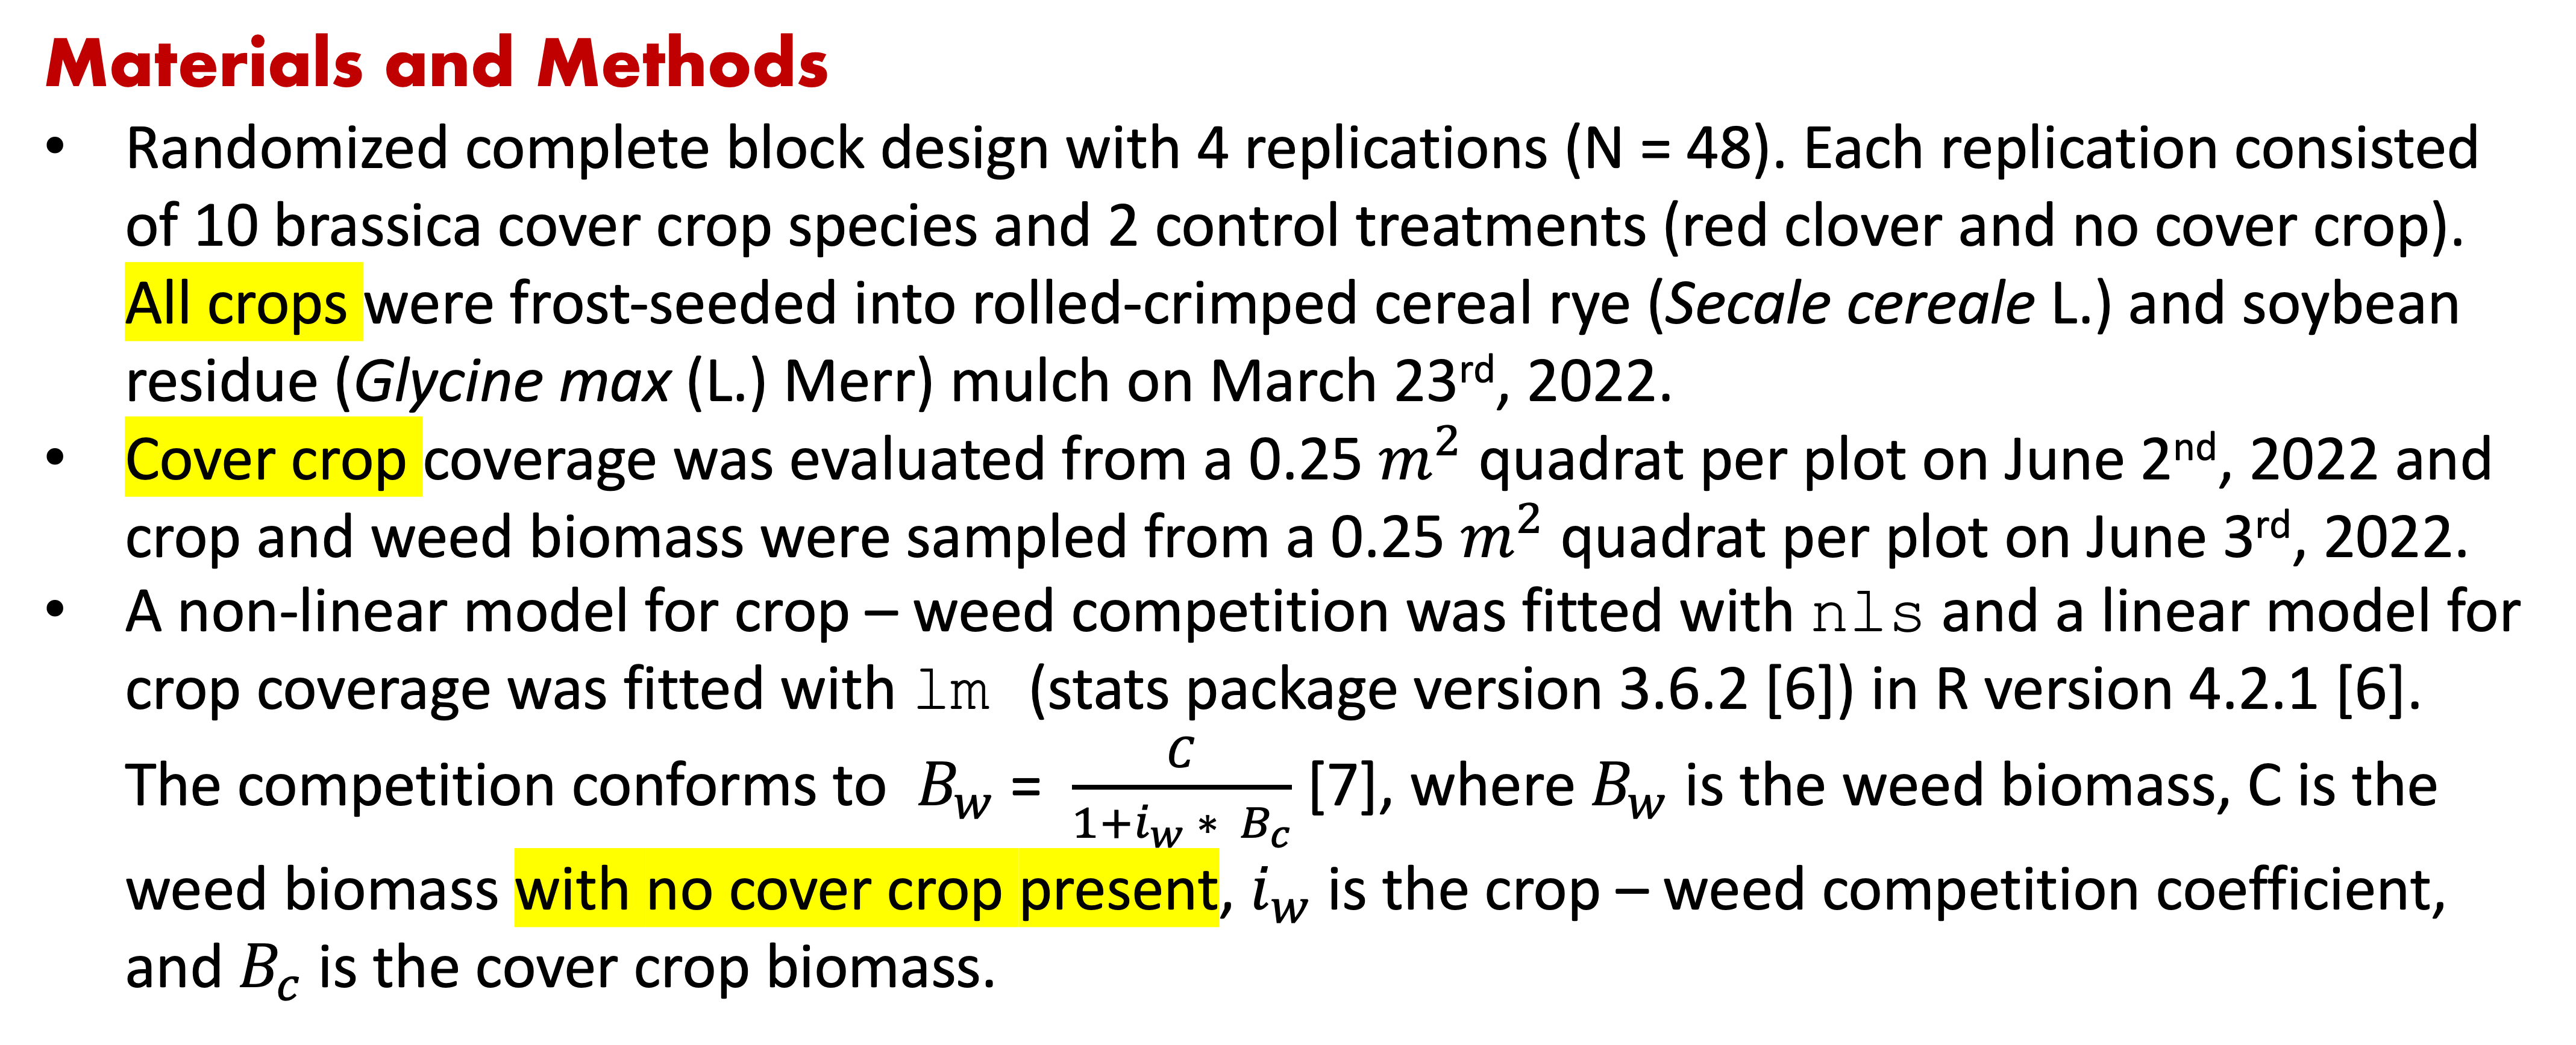 Materials and Methods
• Randomized complete block design with 4 replications (N = 48). Each replication consisted
of 10 brassica cover crop species and 2 control treatments (red clover and no cover crop).
All crops were frost-seeded into rolled-crimped cereal rye (Secale cereale L.) and soybean
residue (Glycine max (L.) Merr) mulch on March 23rd, 2022.
• Cover crop coverage was evaluated from a 0.25 m² quadrat per plot on June 2nd, 2022 and
crop and weed biomass were sampled from a 0.25 m² quadrat per plot on June 3rd, 2022.
• A non-linear model for crop – weed competition was fitted with nls and a linear model for
crop coverage was fitted with lm (stats package version 3.6.2 [6]) in R version 4.2.1 [6].
The competition conforms to B_w = C / (1+i_w * B_c) [7], where B_w is the weed biomass, C is the
weed biomass with no cover crop present, i_w is the crop – weed competition coefficient,
and B_c is the cover crop biomass.